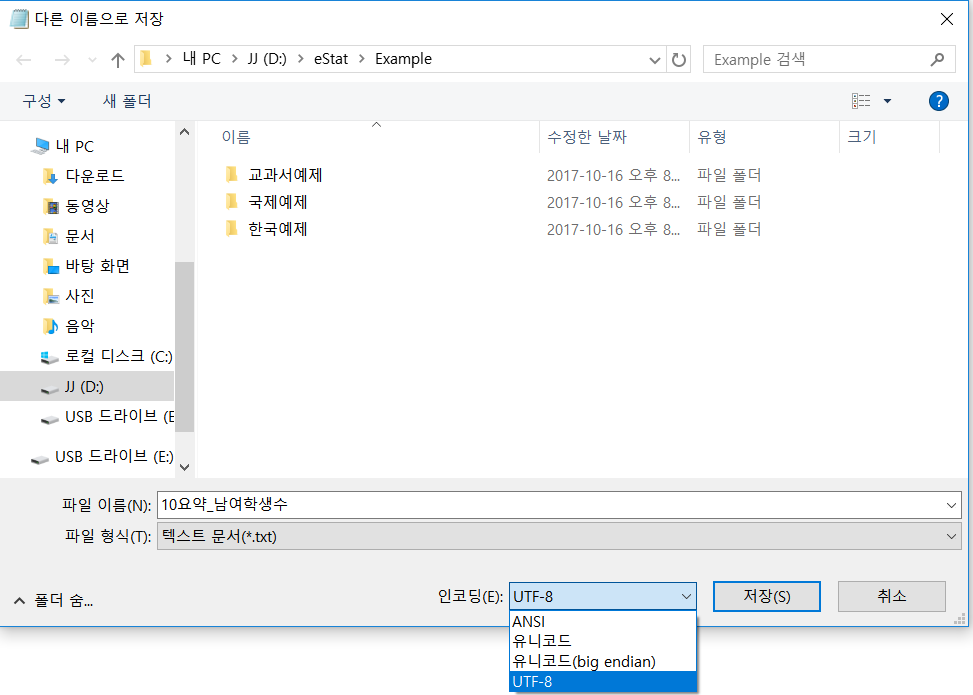 다른 이름으로 저장
내 PC > JJ (D:) > eStat > Example
Example 검색
구성
새 폴더
?
이름 수정한 날짜 유형 크기
내 PC
다운로드
동영상
문서
바탕 화면
사진
음악
로컬 디스크 (C:)
JJ (D:)
USB 드라이브 (E
USB 드라이브 (E:)
교과서예제 2017-10-16 오후 8... 파일 폴더
국제예제 2017-10-16 오후 8... 파일 폴더
한국예제 2017-10-16 오후 8... 파일 폴더
파일 이름(N): 10요약_남여학생수
파일 형식(T): 텍스트 문서(*.txt)
폴더 숨...
인코딩(E): UTF-8
저장(S)
취소
ANSI
유니코드
유니코드(big endian)
UTF-8